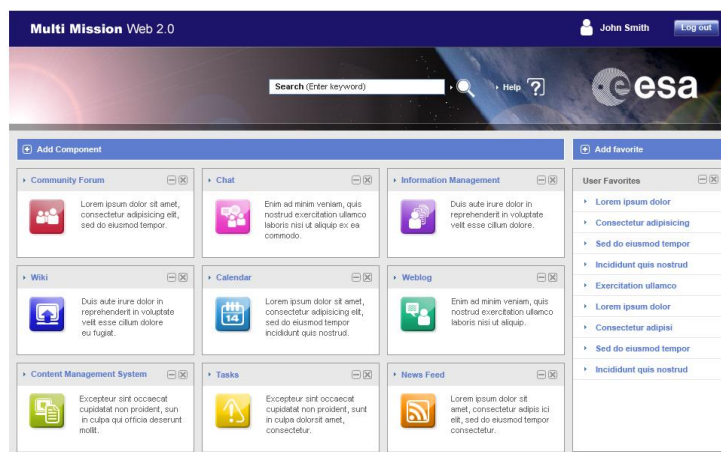 Multi Mission Web 2.0
John Smith
Log out
Search (Enter keyword)
Help
?
esa
Add Component
Add favorite
Community Forum
Lorem ipsum dolor sit amet,
consectetur adipisicing elit,
sed do eiusmod tempor.
Chat
Enim ad minim veniam, quis
nostrud exercitation ullamco
laboris nisi ut aliquip ex ea
commodo.
Information Management
Duis aute irure dolor in
reprehenderit in voluptate
velit esse cillum dolore.
User Favorites
Lorem ipsum dolor
Consectetur adipisicing
Sed do eiusmod tempor
Incididunt quis nostrud
Exercitation ullamco
Lorem ipsum dolor
Consectetur adipisi
Sed do eiusmod tempor
Incididunt quis nostrud
Wiki
Duis aute irure dolor in
reprehenderit in voluptate
velit esse cillum dolore
eu fugiat.
Calendar
14
Lorem ipsum dolor sit amet,
consectetur adipisicing elit,
sed do eiusmod tempor
incididunt quis nostrud.
Weblog
Enim ad minim veniam, quis
nostrud exercitation ullamco
laboris nisi ut aliquip.
Content Management System
Excepteur sint occaecat
cupidatat non proident, sun
in culpa qui officia deserunt
mollit.
Tasks
Excepteur sint occaecat
cupidatat non proident, sunt
in culpa dolorsit amet,
consectetur.
News Feed
Lorem ipsum dolor sit
amet, consectetur adipis ici
elit, sed do eiusmod tempor
consectetur.